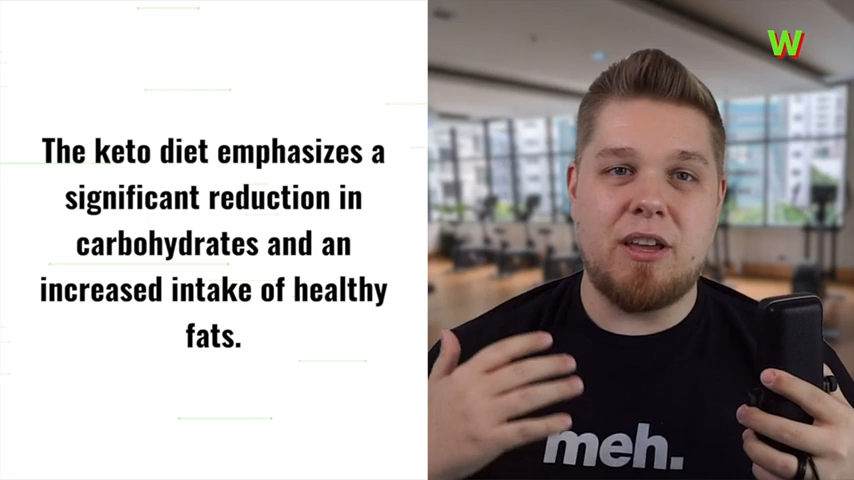 The keto diet emphasizes a
significant reduction in
carbohydrates and an
increased intake of healthy
fats.
W
meh.